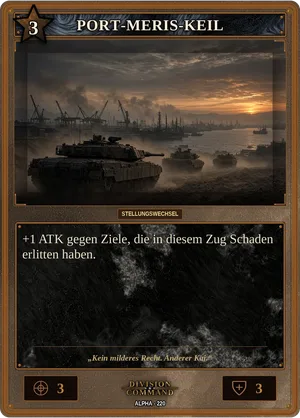 3
PORT-MERIS-KEIL
STELLUNGSWECHSEL
+1 ATK gegen Ziele, die in diesem Zug Schaden
erlitten haben.
„Kein milderes Recht. Anderer Kai.“
3
DIVISION
COMMAND
3
ALPHA 220